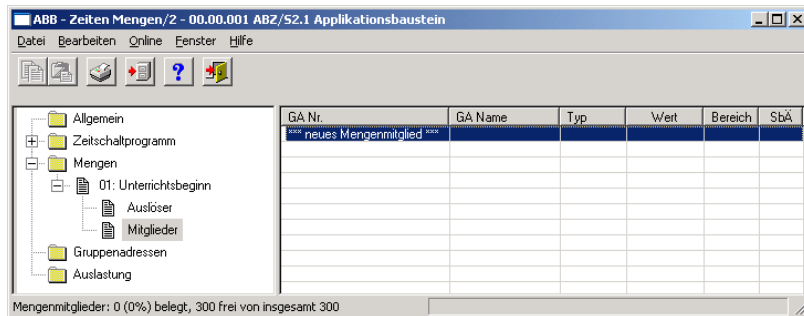 ABB - Zeiten Mengen/2 - 00.00.001 ABZ/S2.1 Applikationsbaustein
Datei Bearbeiten Online Fenster Hilfe
?
Allgemein
Zeitschaltprogramm
Mengen
01: Unterrichtsbeginn
Auslöser
Mitglieder
Gruppenadressen
Auslastung
GA Nr. GA Name Typ Wert Bereich SbÄ
*** neues Mengenmitglied ***
Mengenmitglieder: 0 (0%) belegt, 300 frei von insgesamt 300